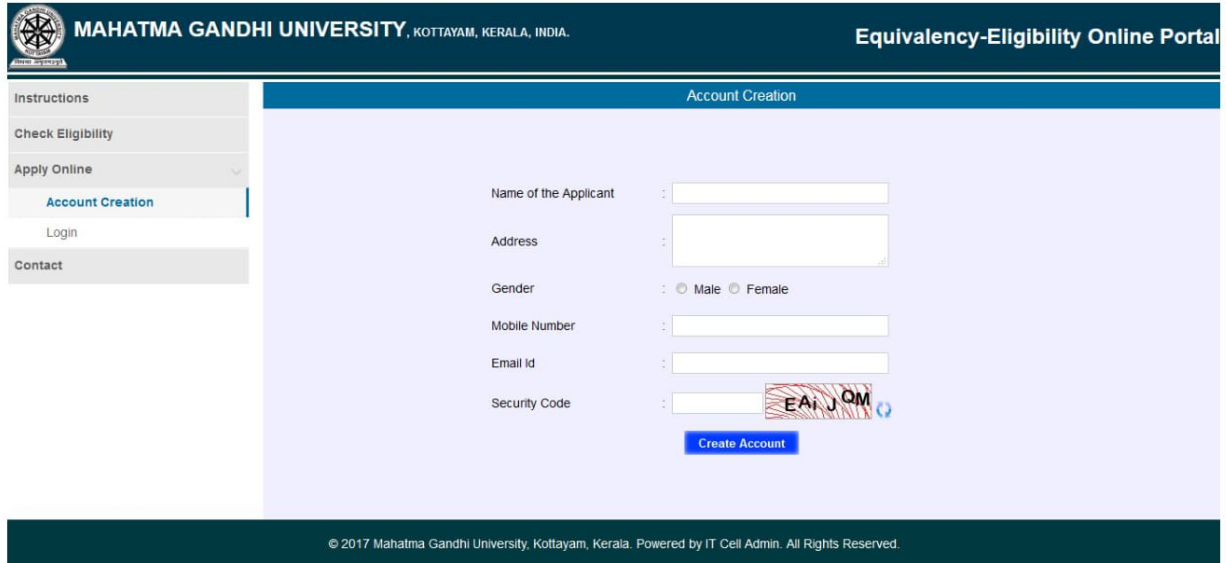 MAHATMA GANDHI UNIVERSITY, KOTTAYAM, KERALA, INDIA.
Equivalency-Eligibility Online Portal
Instructions
Check Eligibility
Apply Online
Account Creation
Login
Contact
Account Creation
Name of the Applicant :
Address :
Gender : Male Female
Mobile Number :
Email Id :
Security Code : EAi J QM
Create Account
© 2017 Mahatma Gandhi University, Kottayam, Kerala. Powered by IT Cell Admin. All Rights Reserved.